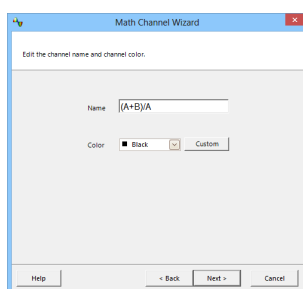 Math Channel Wizard
Edit the channel name and channel color.
Name (A+B)/A
Color Black Custom
Help < Back Next > Cancel